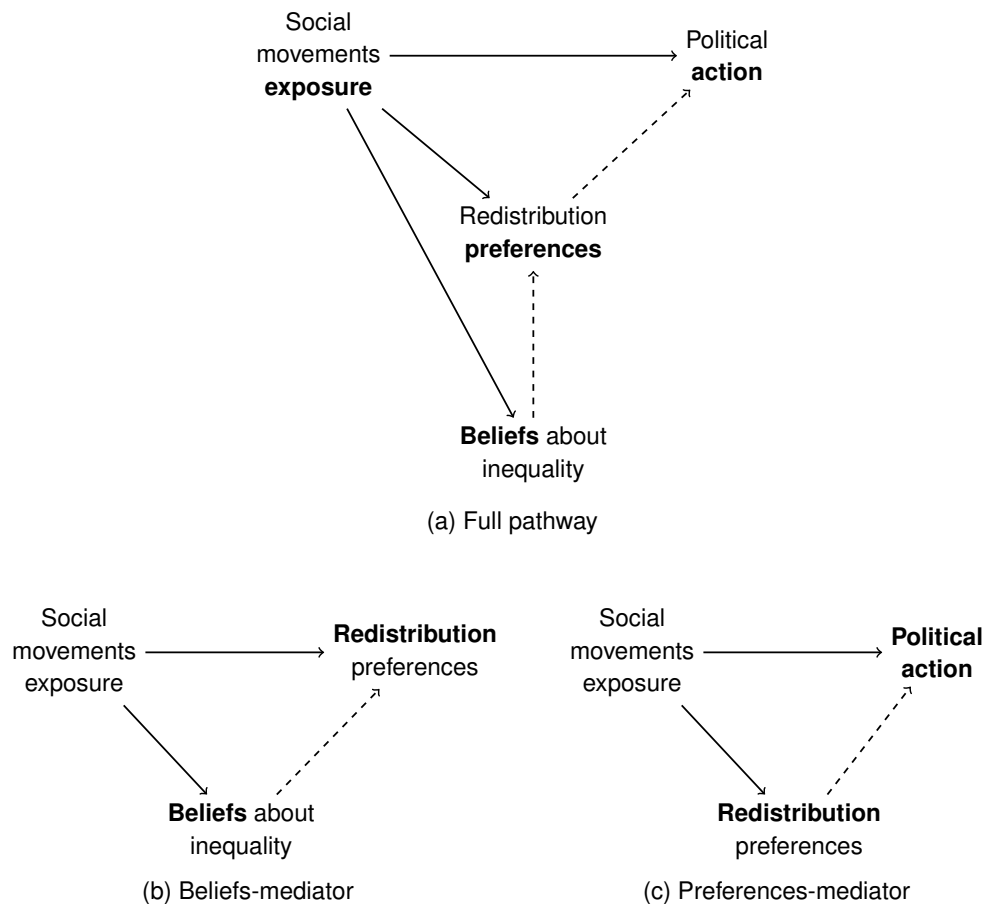 Social
movements
exposure
Political
action
Redistribution
preferences
Beliefs about
inequality
(a) Full pathway
Social
movements
exposure
Redistribution
preferences
Beliefs about
inequality
(b) Beliefs-mediator
Social
movements
exposure
Political
action
Redistribution
preferences
(c) Preferences-mediator